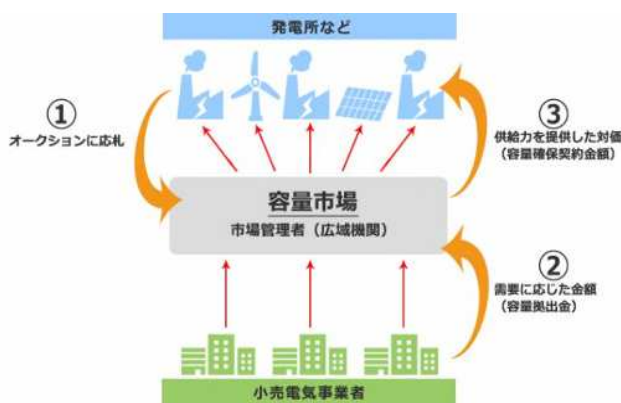 発電所など
①
オークションに応札
③
供給力を提供した対価
（容量確保契約金額）
容量市場
市場管理者（広域機関）
②
需要に応じた金額
（容量拠出金）
小売電気事業者